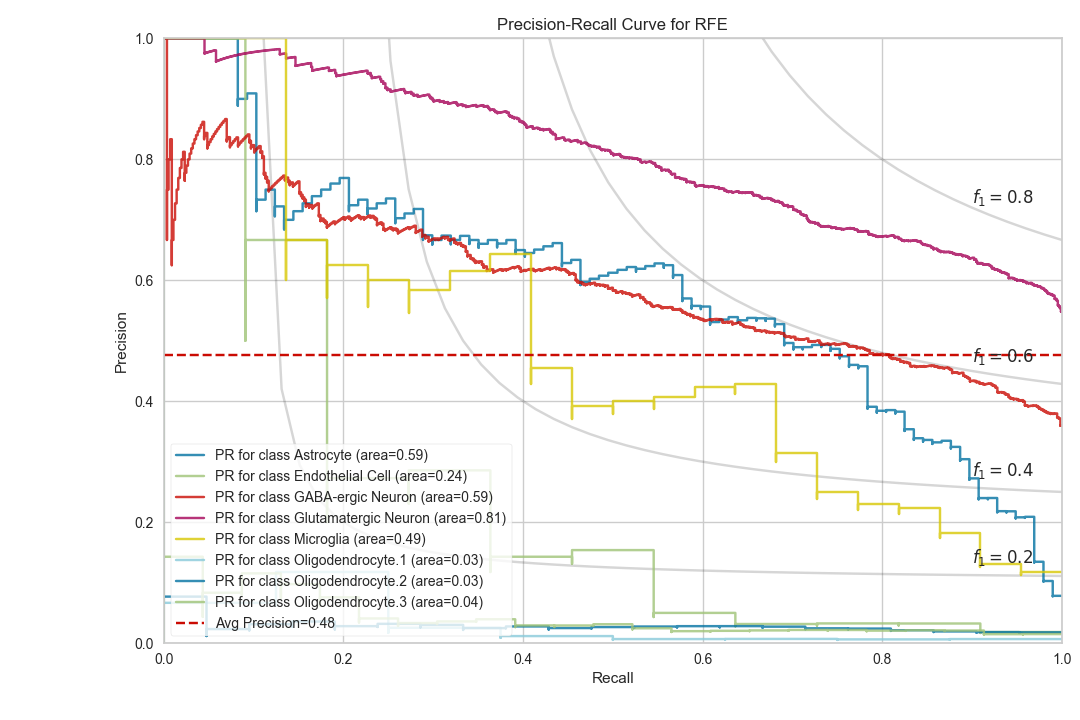 Precision-Recall Curve for RFE
1.0
0.8
0.6
0.4
0.2
0.0
Precision
f₁ = 0.8
f₁ = 0.6
f₁ = 0.4
f₁ = 0.2
PR for class Astrocyte (area=0.59)
PR for class Endothelial Cell (area=0.24)
PR for class GABA-ergic Neuron (area=0.59)
PR for class Glutamatergic Neuron (area=0.81)
PR for class Microglia (area=0.49)
PR for class Oligodendrocyte.1 (area=0.03)
PR for class Oligodendrocyte.2 (area=0.03)
PR for class Oligodendrocyte.3 (area=0.04)
Avg Precision=0.48
0.0 0.2 0.4 0.6 0.8 1.0
Recall